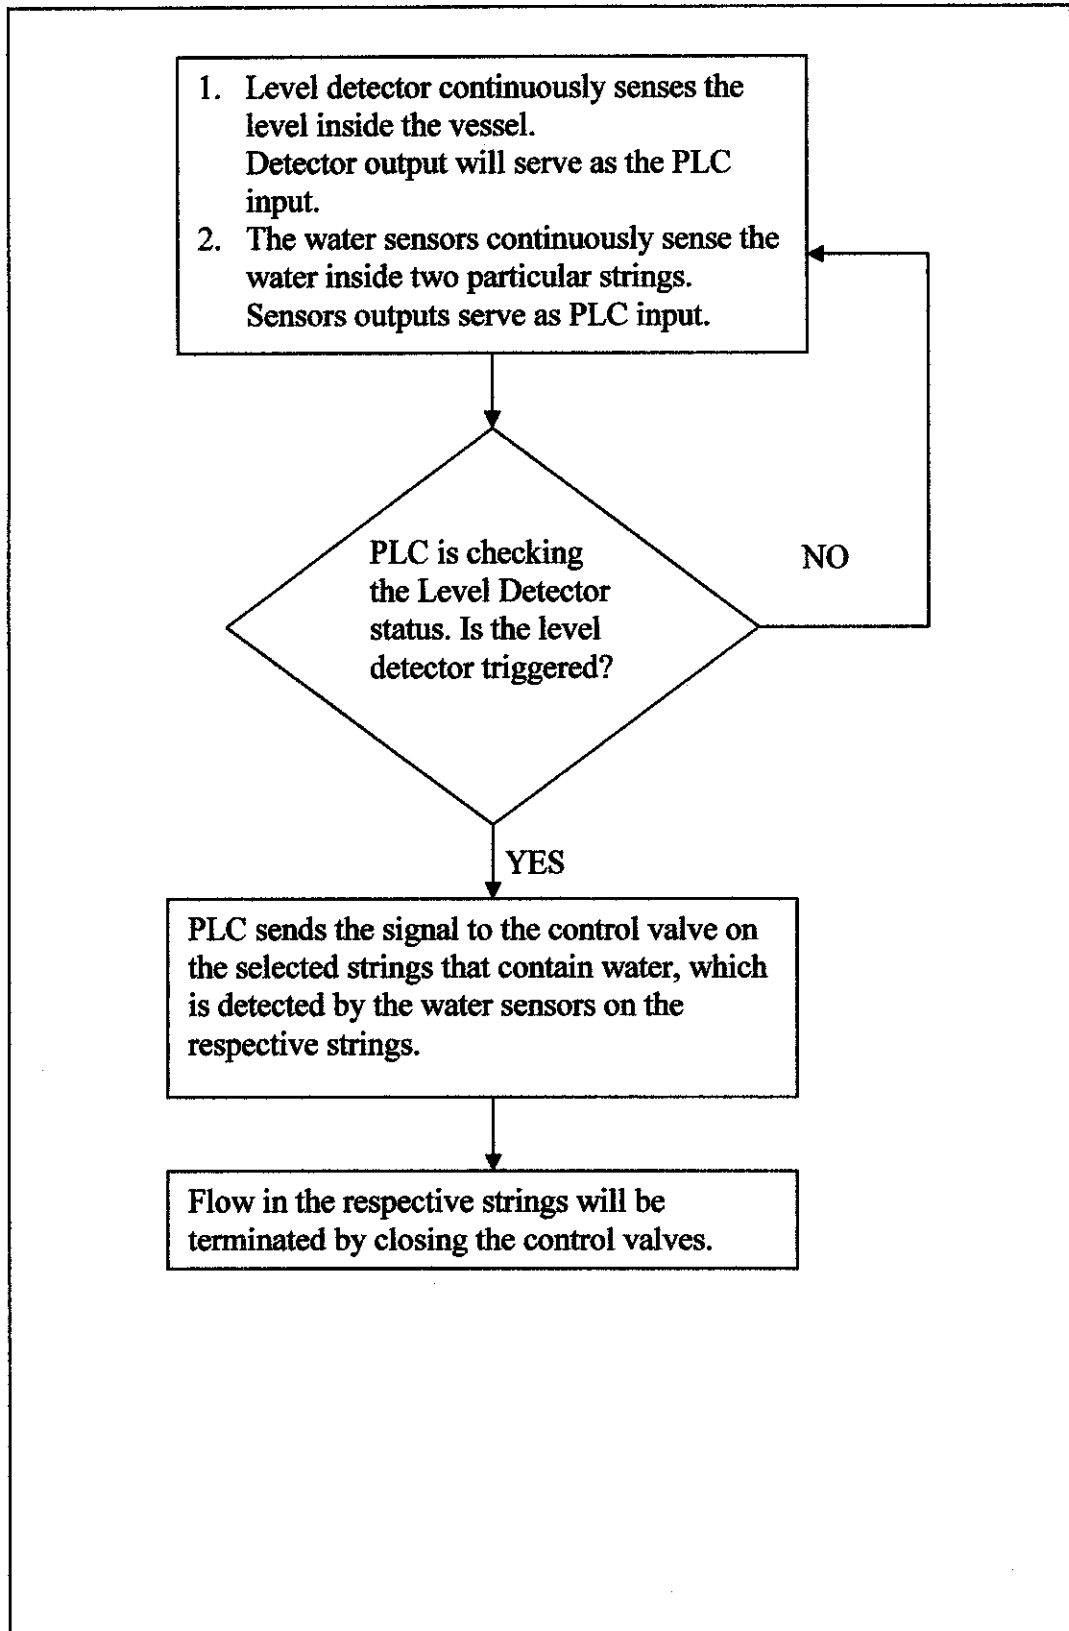 1. Level detector continuously senses the
level inside the vessel.
Detector output will serve as the PLC
input.
2. The water sensors continuously sense the
water inside two particular strings.
Sensors outputs serve as PLC input.
PLC is checking
the Level Detector
status. Is the level
detector triggered?
NO
YES
PLC sends the signal to the control valve on
the selected strings that contain water, which
is detected by the water sensors on the
respective strings.
Flow in the respective strings will be
terminated by closing the control valves.